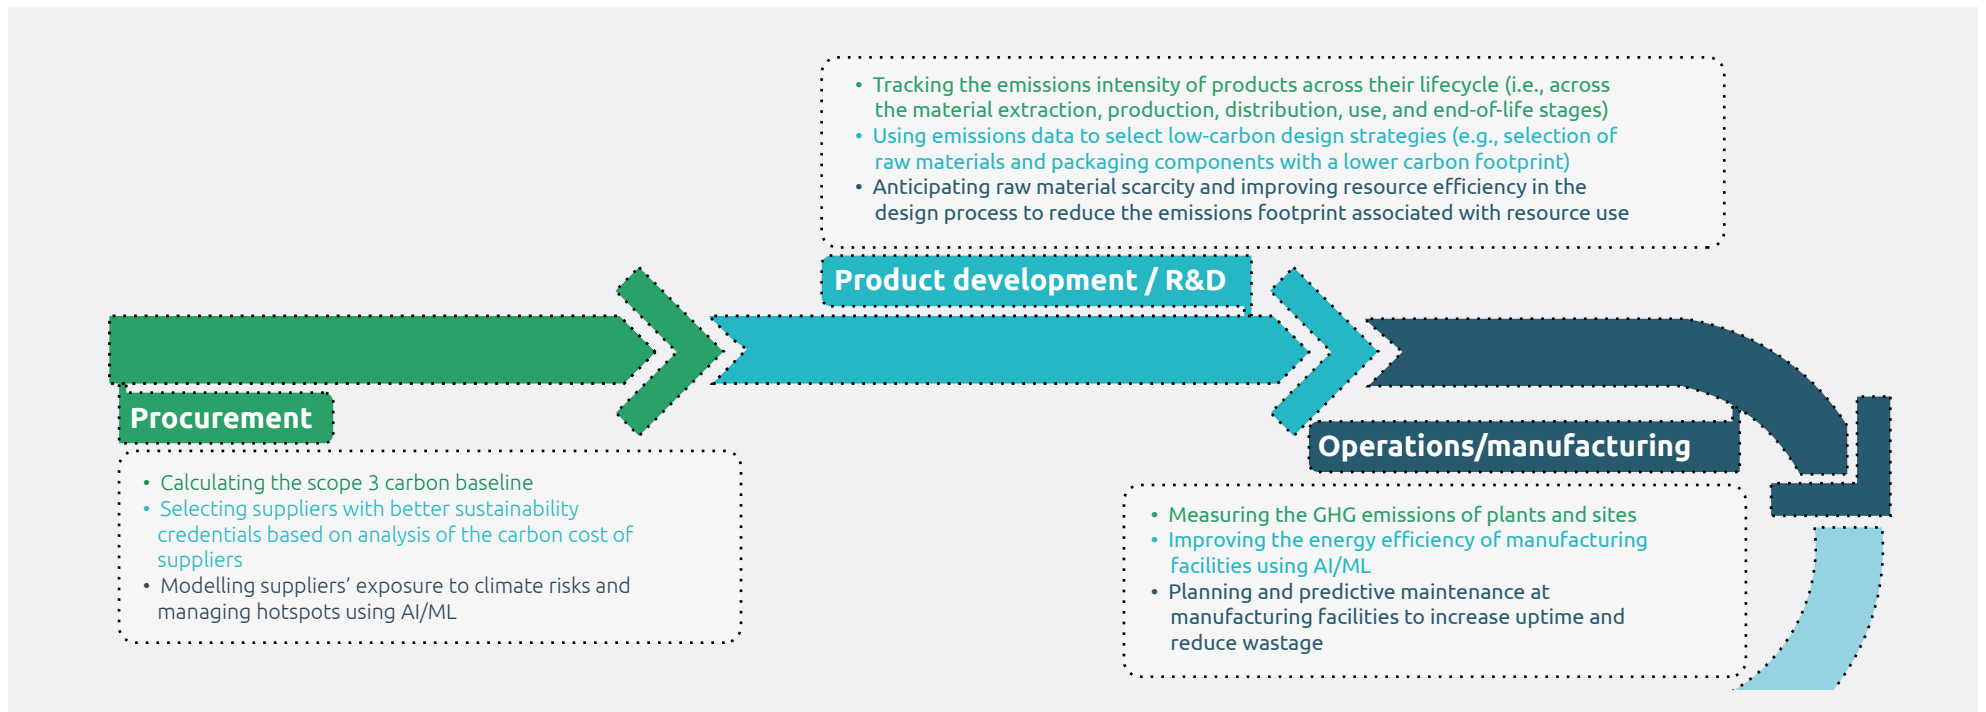 • Tracking the emissions intensity of products across their lifecycle (i.e., across
the material extraction, production, distribution, use, and end-of-life stages)
• Using emissions data to select low-carbon design strategies (e.g., selection of
raw materials and packaging components with a lower carbon footprint)
• Anticipating raw material scarcity and improving resource efficiency in the
design process to reduce the emissions footprint associated with resource use
Product development / R&D
Procurement
• Calculating the scope 3 carbon baseline
• Selecting suppliers with better sustainability
credentials based on analysis of the carbon cost of
suppliers
• Modelling suppliers’ exposure to climate risks and
managing hotspots using AI/ML
Operations/manufacturing
• Measuring the GHG emissions of plants and sites
• Improving the energy efficiency of manufacturing
facilities using AI/ML
• Planning and predictive maintenance at
manufacturing facilities to increase uptime and
reduce wastage